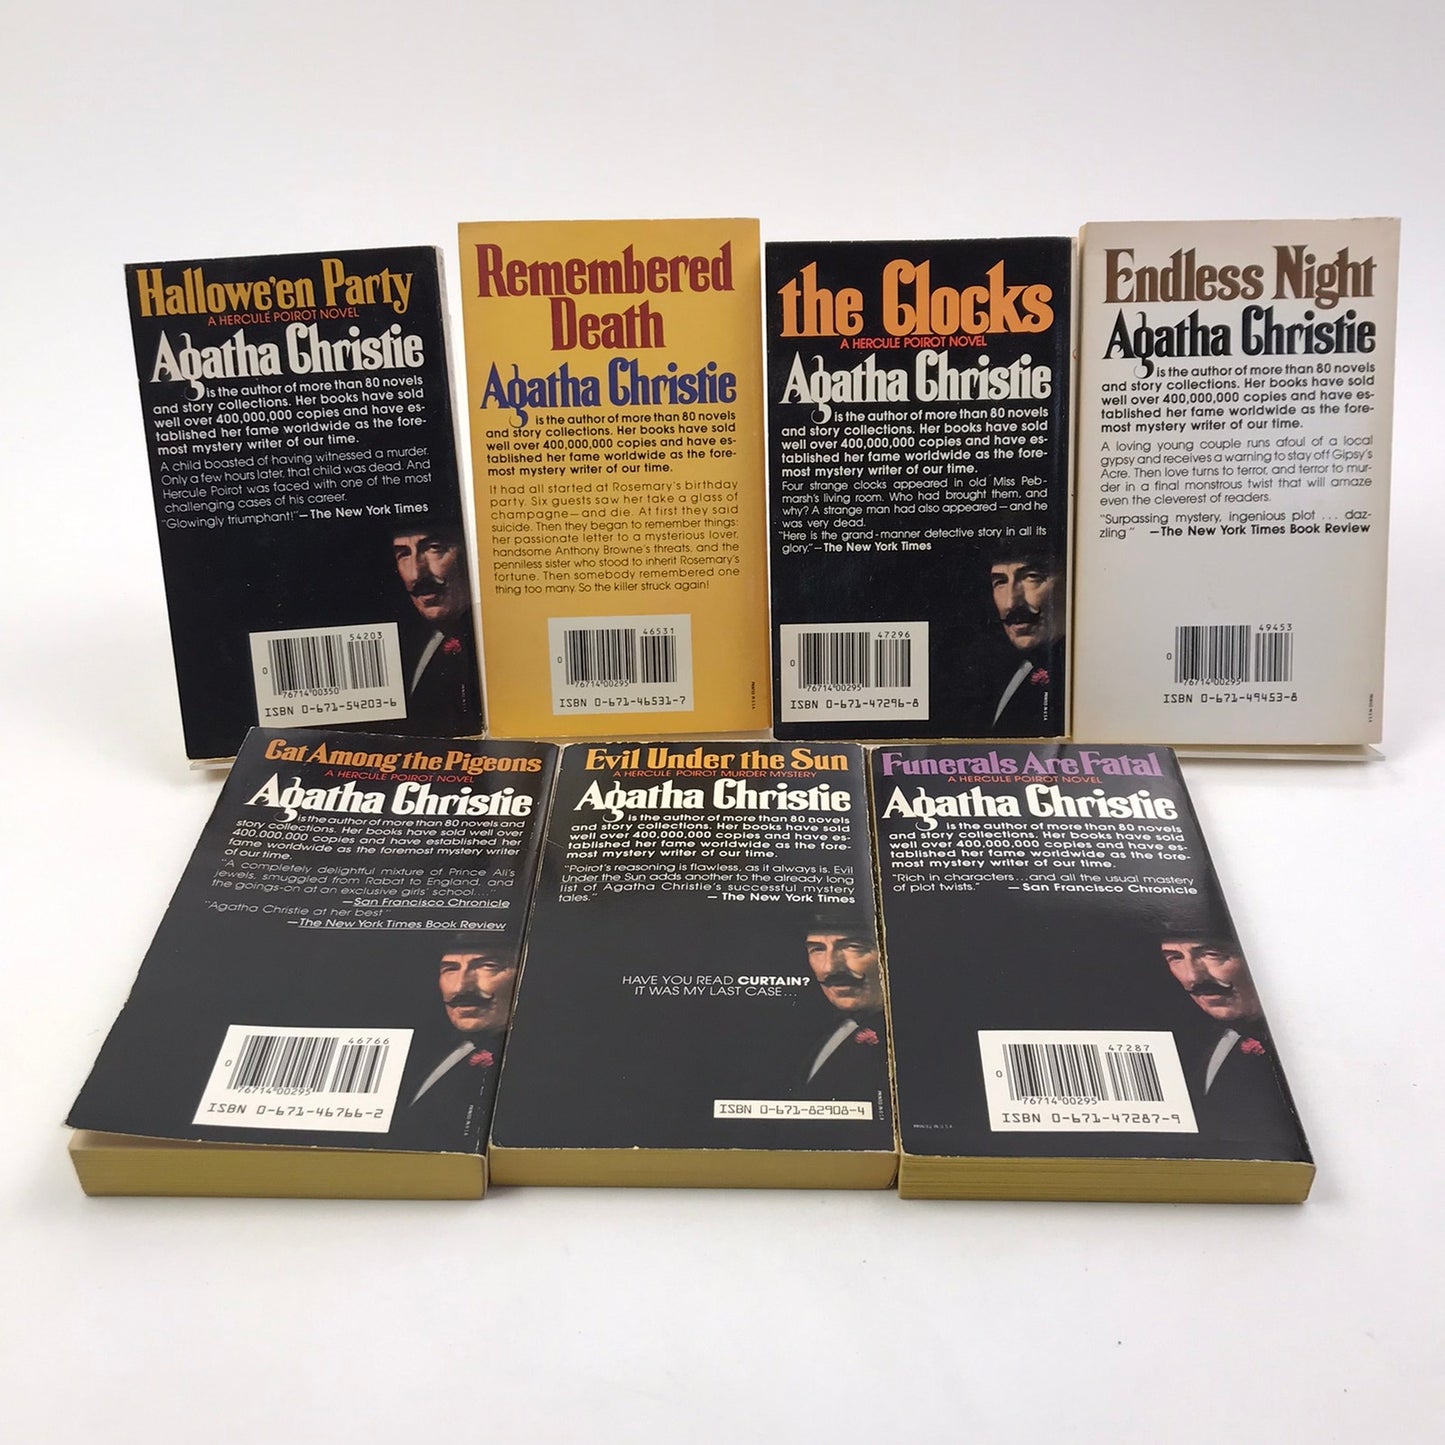 Hallowe'en Party
A HERCULE POIROT NOVEL
Agatha Christie
is the author of more than 80 novels
and story collections. Her books have sold
well over 400,000,000 copies and have es-
tablished her fame worldwide as the fore-
most mystery writer of our time.
A child boasted of having witnessed a murder.
Only a few hours later, that child was dead. And
Hercule Poirot was faced with one of the most
challenging cases of his career.
"Glowingly triumphant!"—The New York Times
54203
0
76714 00350
ISBN 0-671-54203-6
Remembered
Death
Agatha Christie
is the author of more than 80 novels
and story collections. Her books have sold
well over 400,000,000 copies and have es-
tablished her fame worldwide as the fore-
most mystery writer of our time.
It had all started at Rosemary's birthday
party. Six guests saw her take a glass of
champagne—and die. At first they said
suicide. Then they began to remember things:
her passionate letter to a mysterious lover,
handsome Anthony Browne's threats, and the
penniless sister who stood to inherit Rosemary's
fortune. Then somebody remembered one
thing too many. So the killer struck again!
46531
0
76714 00295
ISBN 0-671-46531-7
PRINTED IN U.S.A.
the Clocks
A HERCULE POIROT NOVEL
Agatha Christie
is the author of more than 80 novels
and story collections. Her books have sold
well over 400,000,000 copies and have es-
tablished her fame worldwide as the fore-
most mystery writer of our time.
Four strange clocks appeared in old Miss Peb-
marsh's living room. Who had brought them, and
why? A strange man had also appeared—and he
was very dead.
"Here is the grand-manner detective story in all its
glory."—The New York Times
47296
0
76714 00295
ISBN 0-671-47296-8
PRINTED IN U.S.A.
Endless Night
Agatha Christie
is the author of more than 80 novels
and story collections. Her books have sold
well over 400,000,000 copies and have es-
tablished her fame worldwide as the fore-
most mystery writer of our time.
A loving young couple runs afoul of a local
gypsy and receives a warning to stay off Gipsy's
Acre. Then love turns to terror, and terror to mur-
der in a final monstrous twist that will amaze
even the cleverest of readers.
"Surpassing mystery, ingenious plot ... daz-
zling" —The New York Times Book Review
49453
0
76714 00295
ISBN 0-671-49453-8
PRINTED IN U.S.A.
Cat Among the Pigeons
A HERCULE POIROT NOVEL
Agatha Christie
is the author of more than 80 novels and
story collections. Her books have sold well over
400,000,000 copies and have established her
fame worldwide as the foremost mystery writer
of our time.
"A completely delightful mixture of Prince Ali's
jewels, smuggled from Rabat to England, and
the goings-on at an exclusive girls' school...."
—San Francisco Chronicle
"Agatha Christie at her best"
—The New York Times Book Review
46766
0
76714 00295
ISBN 0-671-46766-2
PRINTED IN U.S.A.
Evil Under the Sun
A HERCULE POIROT MURDER MYSTERY
Agatha Christie
is the author of more than 80 novels
and story collections. Her books have sold
well over 400,000,000 copies and have es-
tablished her fame worldwide as the fore-
most mystery writer of our time.
"Poirot's reasoning is flawless, as it always is. Evil
Under the Sun adds another to the already long
list of Agatha Christie's successful mystery
tales." —The New York Times
HAVE YOU READ CURTAIN?
IT WAS MY LAST CASE...
ISBN 0-671-82908-4
PRINTED IN U.S.A.
Funerals Are Fatal
A HERCULE POIROT NOVEL
Agatha Christie
is the author of more than 80 novels
and story collections. Her books have sold
well over 400,000,000 copies and have es-
tablished her fame worldwide as the fore-
most mystery writer of our time.
"Rich in characters...and all the usual mastery
of plot twists." — San Francisco Chronicle
47287
0
76714 00295
ISBN 0-671-47287-9